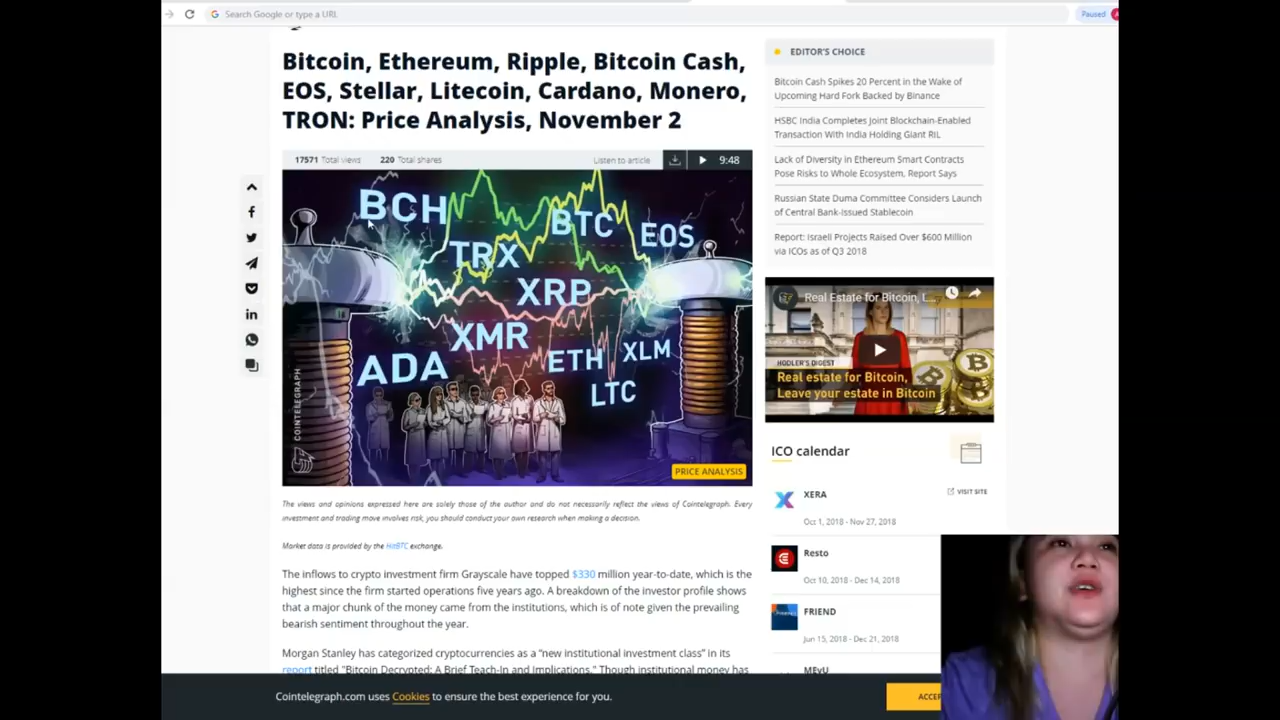 Search Google or type a URL
Paused
Bitcoin, Ethereum, Ripple, Bitcoin Cash,
EOS, Stellar, Litecoin, Cardano, Monero,
TRON: Price Analysis, November 2
17571 Total views
220 Total shares
Listen to article
9:48
BCH
BTC
EOS
TRX
XRP
XMR
ETH
XLM
ADA
LTC
COINTELEGRAPH
PRICE ANALYSIS
The views and opinions expressed here are solely those of the author and do not necessarily reflect the views of Cointelegraph. Every
investment and trading move involves risk, you should conduct your own research when making a decision.
Market data is provided by the HitBTC exchange.
The inflows to crypto investment firm Grayscale have topped $330 million year-to-date, which is the
highest since the firm started operations five years ago. A breakdown of the investor profile shows
that a major chunk of the money came from the institutions, which is of note given the prevailing
bearish sentiment throughout the year.
Morgan Stanley has categorized cryptocurrencies as a “new institutional investment class” in its
report titled "Bitcoin Decrypted: A Brief Teach-In and Implications." Though institutional money has
EDITOR'S CHOICE
Bitcoin Cash Spikes 20 Percent in the Wake of
Upcoming Hard Fork Backed by Binance
HSBC India Completes Joint Blockchain-Enabled
Transaction With India Holding Giant RIL
Lack of Diversity in Ethereum Smart Contracts
Pose Risks to Whole Ecosystem, Report Says
Russian State Duma Committee Considers Launch
of Central Bank-Issued Stablecoin
Report: Israeli Projects Raised Over $600 Million
via ICOs as of Q3 2018
Real Estate for Bitcoin, L...
HODLER'S DIGEST
Real estate for Bitcoin,
Leave your estate in Bitcoin
ICO calendar
XERA
VISIT SITE
Oct 1, 2018 - Nov 27, 2018
Resto
Oct 10, 2018 - Dec 14, 2018
FRIEND
Jun 15, 2018 - Dec 21, 2018
MEvU
Cointelegraph.com uses Cookies to ensure the best experience for you.
ACCEP